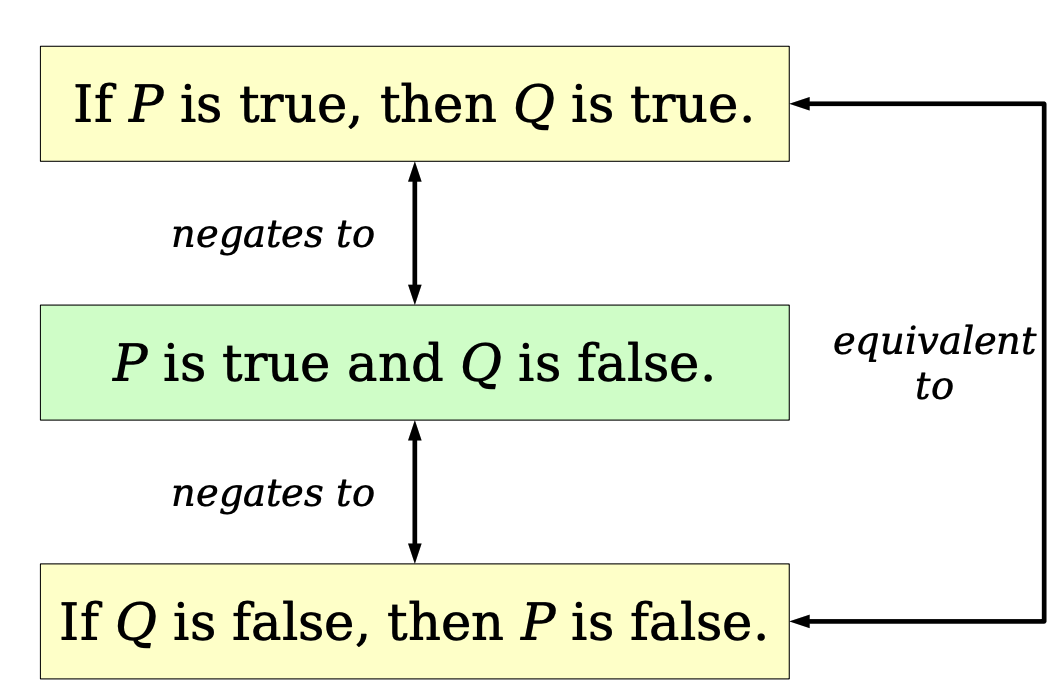 If P is true, then Q is true.
negates to
P is true and Q is false.
equivalent
to
negates to
If Q is false, then P is false.